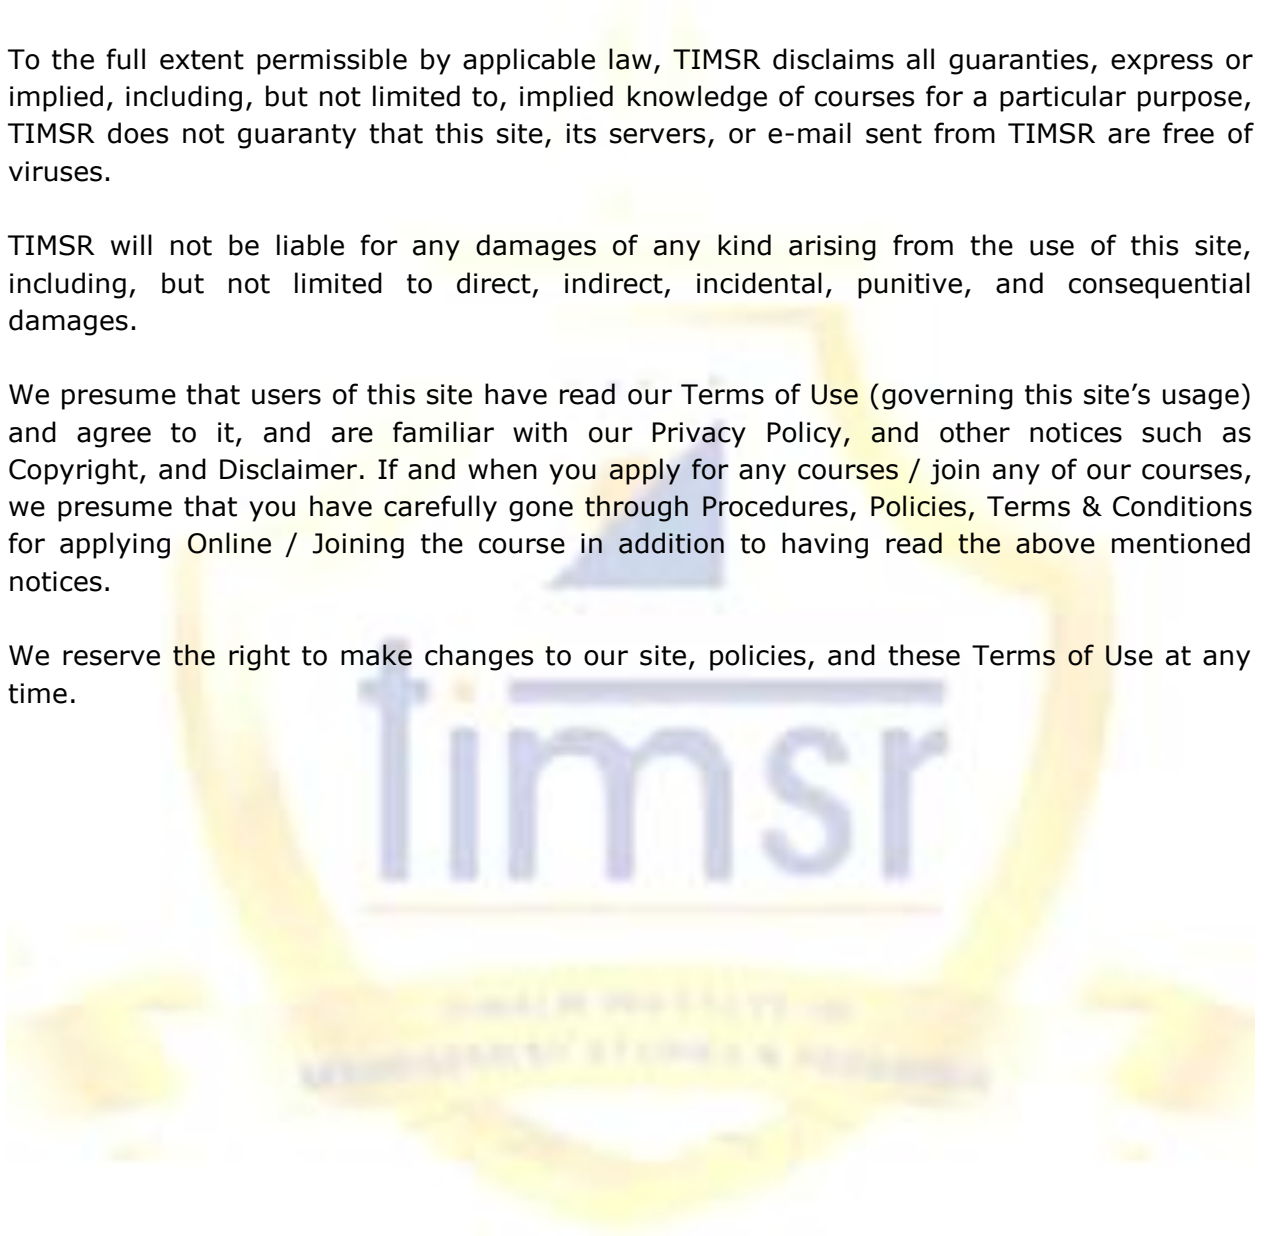 To the full extent permissible by applicable law, TIMSR disclaims all guaranties, express or
implied, including, but not limited to, implied knowledge of courses for a particular purpose,
TIMSR does not guaranty that this site, its servers, or e-mail sent from TIMSR are free of
viruses.
TIMSR will not be liable for any damages of any kind arising from the use of this site,
including, but not limited to direct, indirect, incidental, punitive, and consequential
damages.
We presume that users of this site have read our Terms of Use (governing this site’s usage)
and agree to it, and are familiar with our Privacy Policy, and other notices such as
Copyright, and Disclaimer. If and when you apply for any courses / join any of our courses,
we presume that you have carefully gone through Procedures, Policies, Terms & Conditions
for applying Online / Joining the course in addition to having read the above mentioned
notices.
We reserve the right to make changes to our site, policies, and these Terms of Use at any
time.
timsr